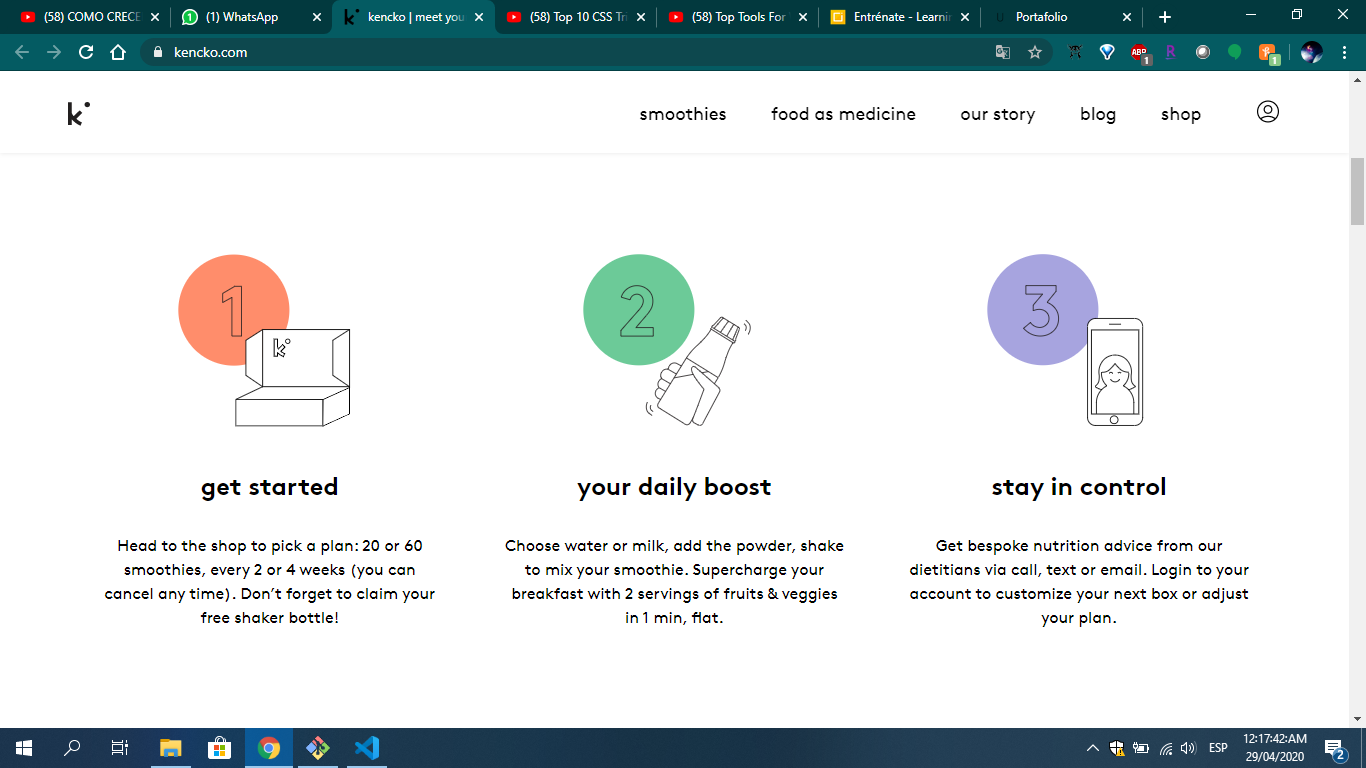 (58) COMO CRECE
(1) WhatsApp
kencko | meet you
(58) Top 10 CSS Tri
(58) Top Tools For
Entrénate - Learni
Portafolio
kencko.com
ABP
1
R
1
k
smoothies
food as medicine
our story
blog
shop
1
k
2
3
get started
your daily boost
stay in control
Head to the shop to pick a plan: 20 or 60
smoothies, every 2 or 4 weeks (you can
cancel any time). Don’t forget to claim your
free shaker bottle!
Choose water or milk, add the powder, shake
to mix your smoothie. Supercharge your
breakfast with 2 servings of fruits & veggies
in 1 min, flat.
Get bespoke nutrition advice from our
dietitians via call, text or email. Login to your
account to customize your next box or adjust
your plan.
ESP
12:17:42:AM
29/04/2020
2